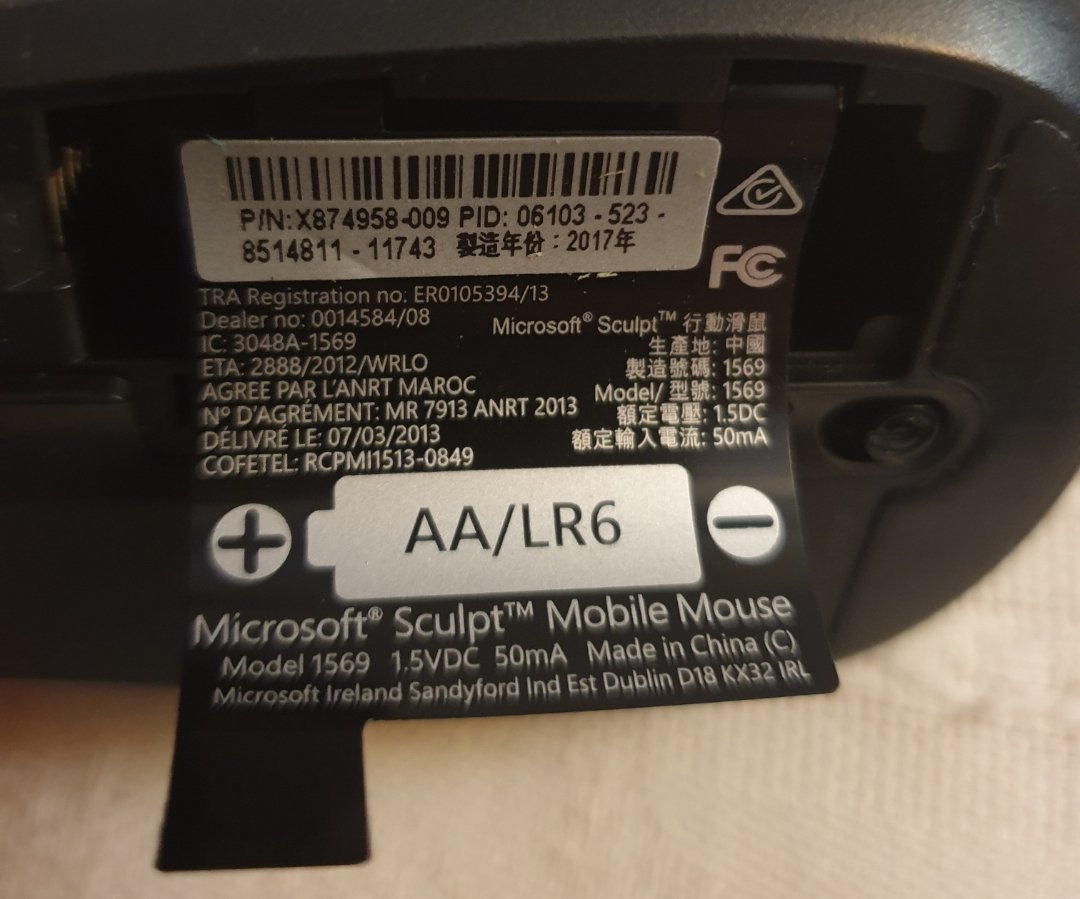 P/N:X874958-009 PID: 06103 - 523 -
8514811 - 11743 製造年份：2017年
FC
TRA Registration no: ER0105394/13
Dealer no: 0014584/08
IC: 3048A-1569
ETA: 2888/2012/WRLO
AGREE PAR L'ANRT MAROC
Nº D'AGRÉMENT: MR 7913 ANRT 2013
DÉLIVRÉ LE: 07/03/2013
COFETEL: RCPMI1513-0849
Microsoft® Sculpt™ 行動滑鼠
生產地: 中國
製造號碼: 1569
Model/ 型號: 1569
額定電壓: 1.5DC
額定輸入電流: 50mA
+ AA/LR6 −
Microsoft® Sculpt™ Mobile Mouse
Model 1569 1.5VDC 50mA Made in China (C)
Microsoft Ireland Sandyford Ind Est Dublin D18 KX32 IRL